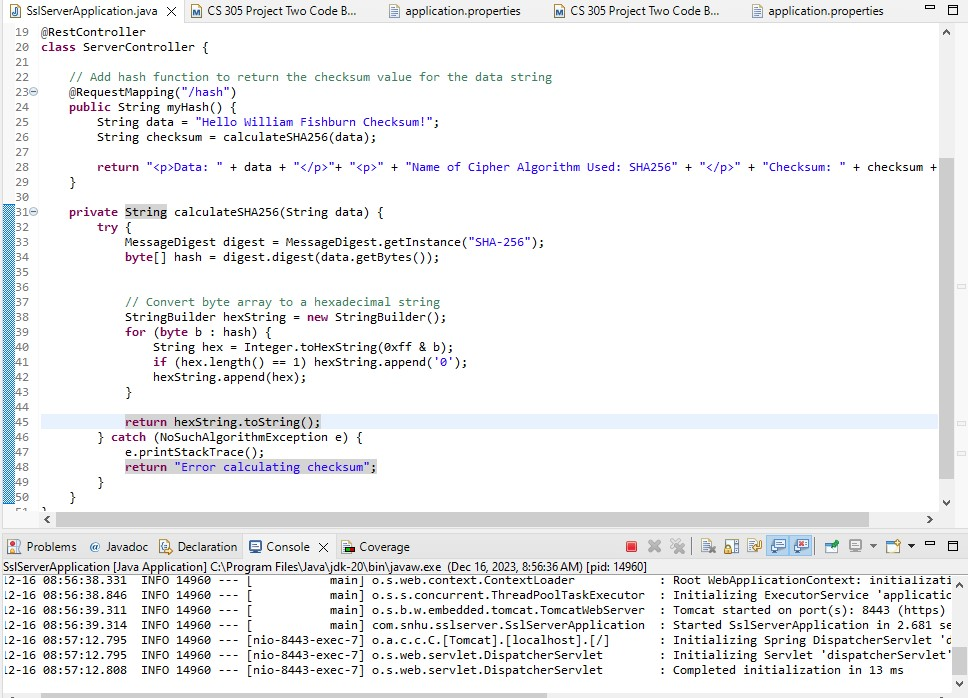 SslServerApplication.java CS 305 Project Two Code B... application.properties CS 305 Project Two Code B... application.properties
19 @RestController
20 class ServerController {
21
22 // Add hash function to return the checksum value for the data string
23 @RequestMapping("/hash")
24 public String myHash() {
25 String data = "Hello William Fishburn Checksum!";
26 String checksum = calculateSHA256(data);
27
28 return "<p>Data: " + data + "</p>"+ "<p>" + "Name of Cipher Algorithm Used: SHA256" + "</p>" + "Checksum: " + checksum +
29 }
30
31 private String calculateSHA256(String data) {
32 try {
33 MessageDigest digest = MessageDigest.getInstance("SHA-256");
34 byte[] hash = digest.digest(data.getBytes());
35
36
37 // Convert byte array to a hexadecimal string
38 StringBuilder hexString = new StringBuilder();
39 for (byte b : hash) {
40 String hex = Integer.toHexString(0xff & b);
41 if (hex.length() == 1) hexString.append('0');
42 hexString.append(hex);
43 }
44
45 return hexString.toString();
46 } catch (NoSuchAlgorithmException e) {
47 e.printStackTrace();
48 return "Error calculating checksum";
49 }
50 }
51 }
Problems Javadoc Declaration Console Coverage
SslServerApplication [Java Application] C:\Program Files\Java\jdk-20\bin\javaw.exe (Dec 16, 2023, 8:56:36 AM) [pid: 14960]
12-16 08:56:38.331 INFO 14960 --- [ main] o.s.web.context.ContextLoader : Root WebApplicationContext: initializati
12-16 08:56:38.846 INFO 14960 --- [ main] o.s.s.concurrent.ThreadPoolTaskExecutor : Initializing ExecutorService 'applicatic
12-16 08:56:39.311 INFO 14960 --- [ main] o.s.b.w.embedded.tomcat.TomcatWebServer : Tomcat started on port(s): 8443 (https)
12-16 08:56:39.314 INFO 14960 --- [ main] com.snhu.sslserver.SslServerApplication : Started SslServerApplication in 2.681 se
12-16 08:57:12.795 INFO 14960 --- [nio-8443-exec-7] o.a.c.c.C.[Tomcat].[localhost].[/] : Initializing Spring DispatcherServlet 'd
12-16 08:57:12.795 INFO 14960 --- [nio-8443-exec-7] o.s.web.servlet.DispatcherServlet : Initializing Servlet 'dispatcherServlet'
12-16 08:57:12.808 INFO 14960 --- [nio-8443-exec-7] o.s.web.servlet.DispatcherServlet : Completed initialization in 13 ms